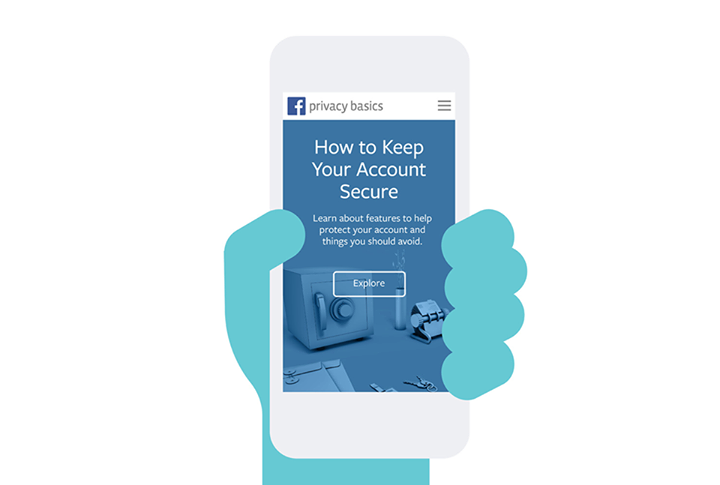 f privacy basics
How to Keep
Your Account
Secure
Learn about features to help
protect your account and
things you should avoid.
Explore